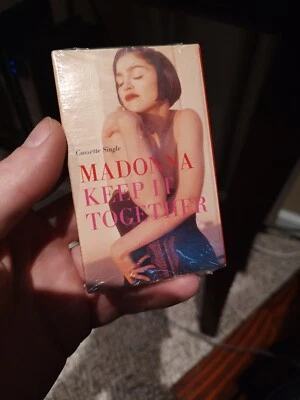 Cassette Single
MADONNA
KEEP IT
TOGETHER